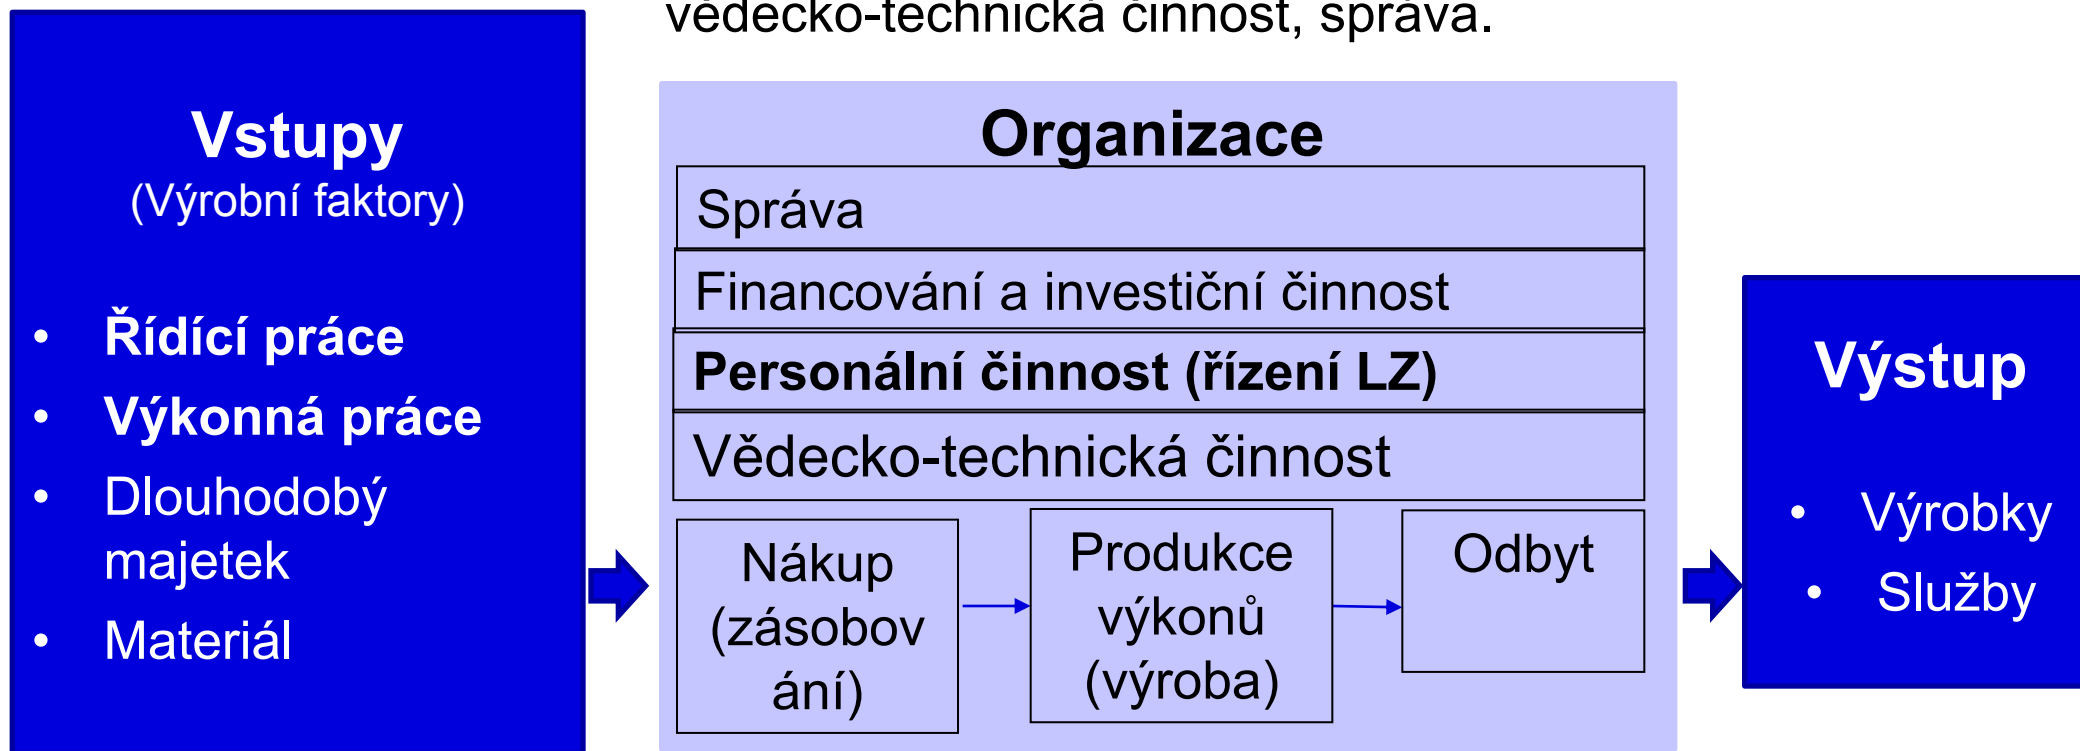 vědecko-technická činnost, správa.
Vstupy
(Výrobní faktory)
• Řídící práce
• Výkonná práce
• Dlouhodobý
majetek
• Materiál
Organizace
Správa
Financování a investiční činnost
Personální činnost (řízení LZ)
Vědecko-technická činnost
Nákup
(zásobov
ání)
Produkce
výkonů
(výroba)
Odbyt
Výstup
• Výrobky
• Služby